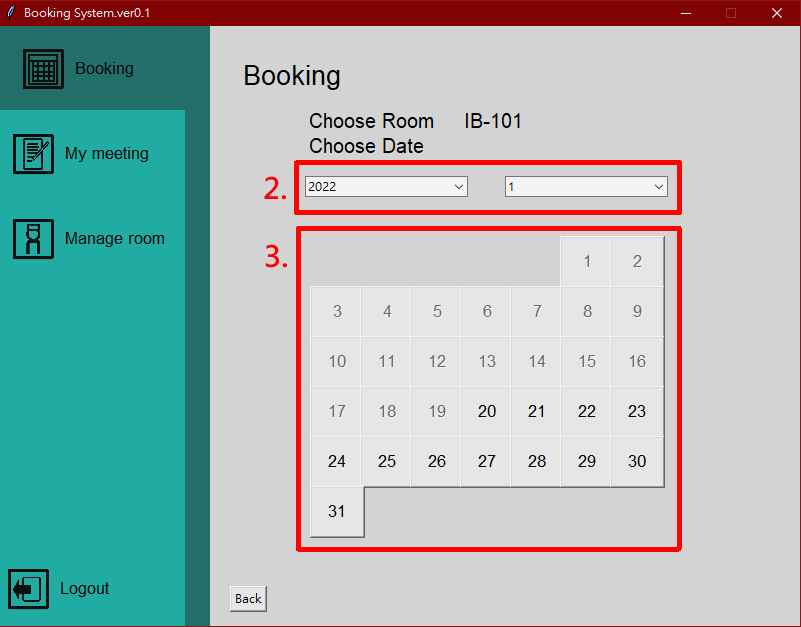 Booking System.ver0.1
Booking
My meeting
Manage room
Logout
Booking
Choose Room IB-101
Choose Date
2. 2022 1
3.
1 2
3 4 5 6 7 8 9
10 11 12 13 14 15 16
17 18 19 20 21 22 23
24 25 26 27 28 29 30
31
Back